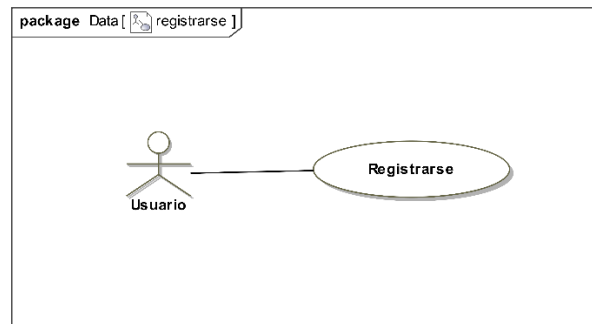 package Data [ registrarse ]
Registrarse
Usuario